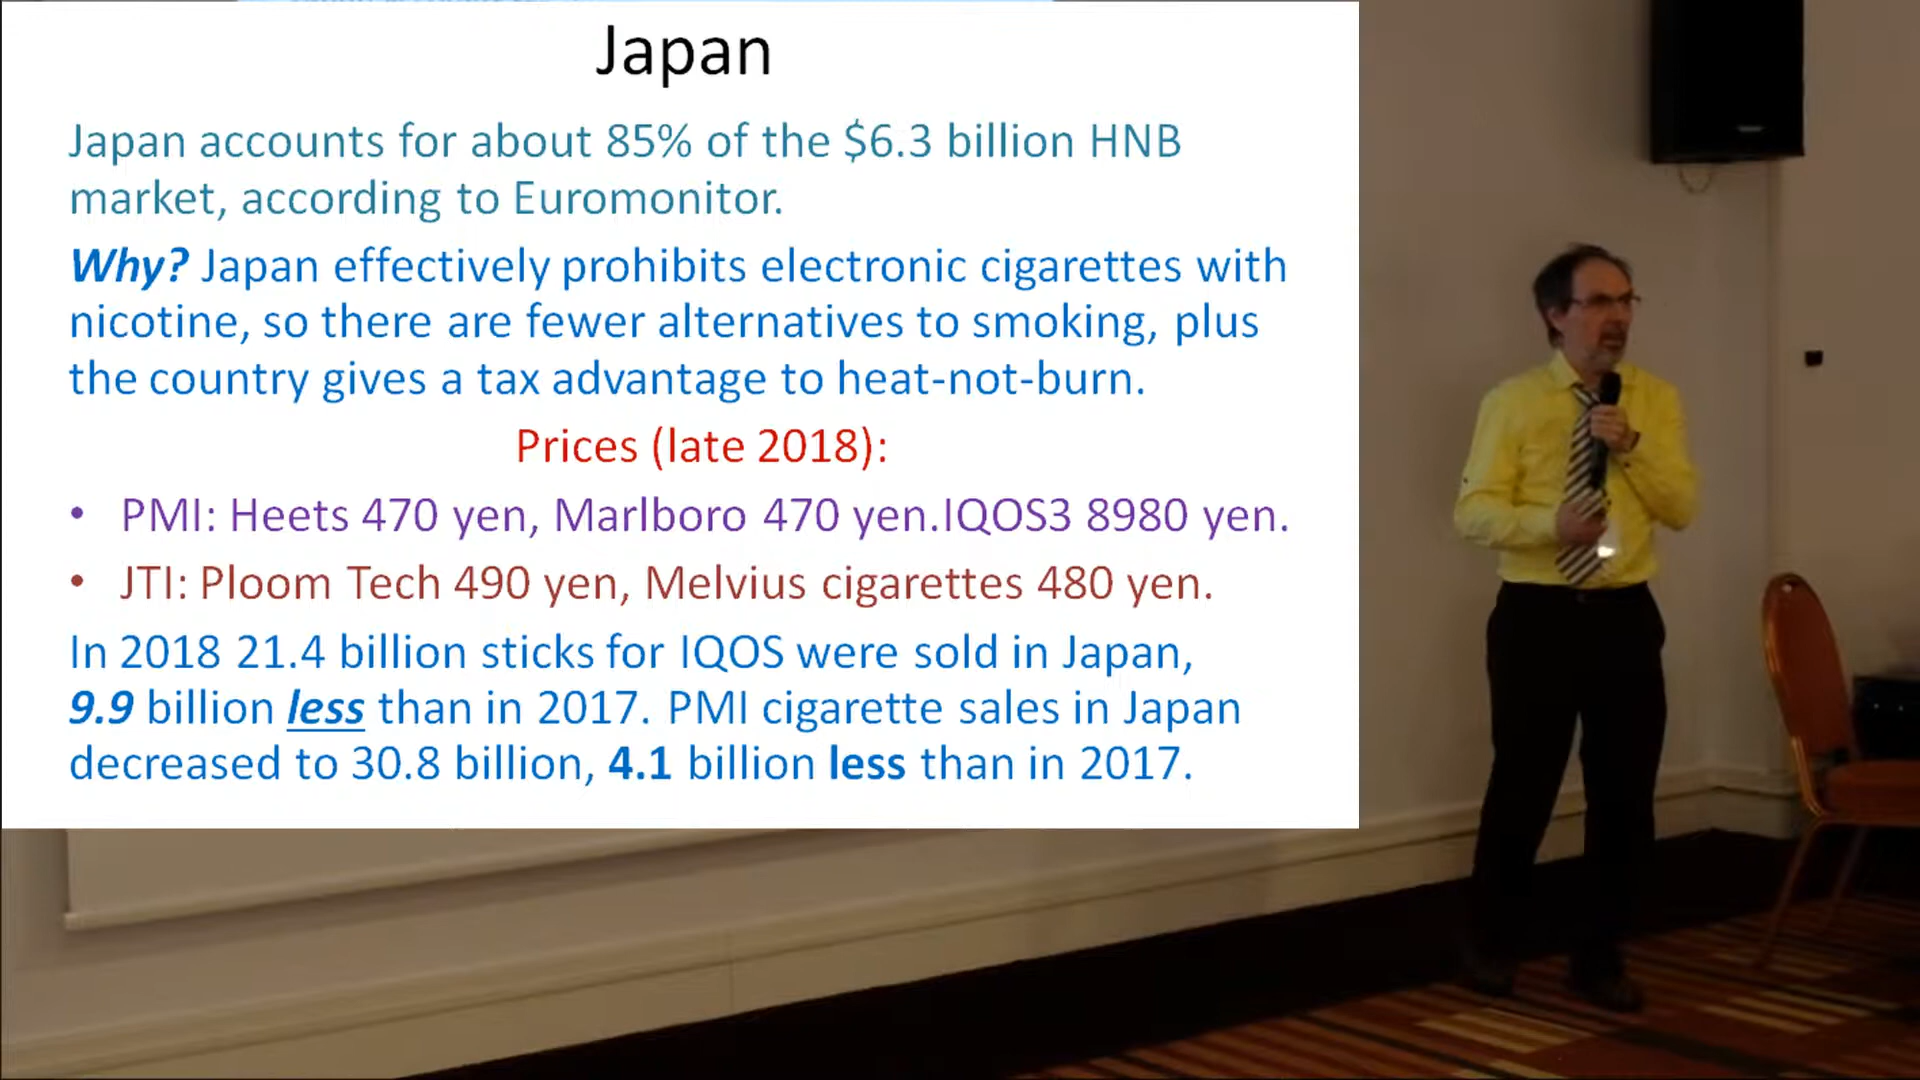 Japan
Japan accounts for about 85% of the $6.3 billion HNB
market, according to Euromonitor.
Why? Japan effectively prohibits electronic cigarettes with
nicotine, so there are fewer alternatives to smoking, plus
the country gives a tax advantage to heat-not-burn.
Prices (late 2018):
• PMI: Heets 470 yen, Marlboro 470 yen.IQOS3 8980 yen.
• JTI: Ploom Tech 490 yen, Melvius cigarettes 480 yen.
In 2018 21.4 billion sticks for IQOS were sold in Japan,
9.9 billion less than in 2017. PMI cigarette sales in Japan
decreased to 30.8 billion, 4.1 billion less than in 2017.